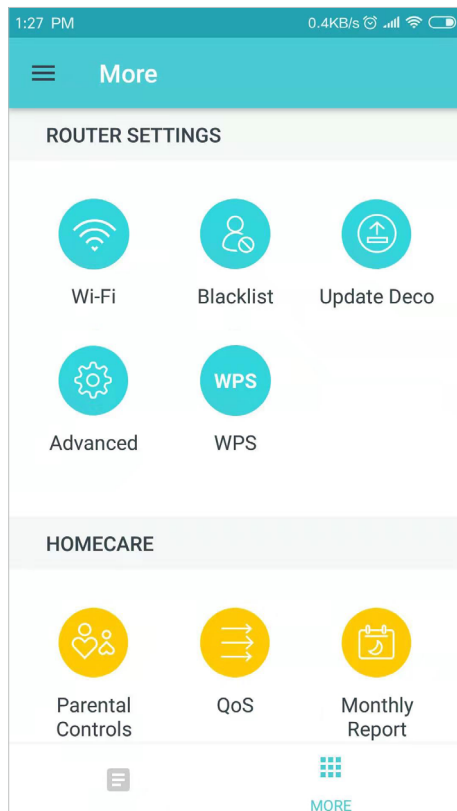 1:27 PM 0.4KB/s
More
ROUTER SETTINGS
Wi-Fi Blacklist Update Deco
WPS
Advanced WPS
HOMECARE
Parental Controls QoS Monthly Report
MORE